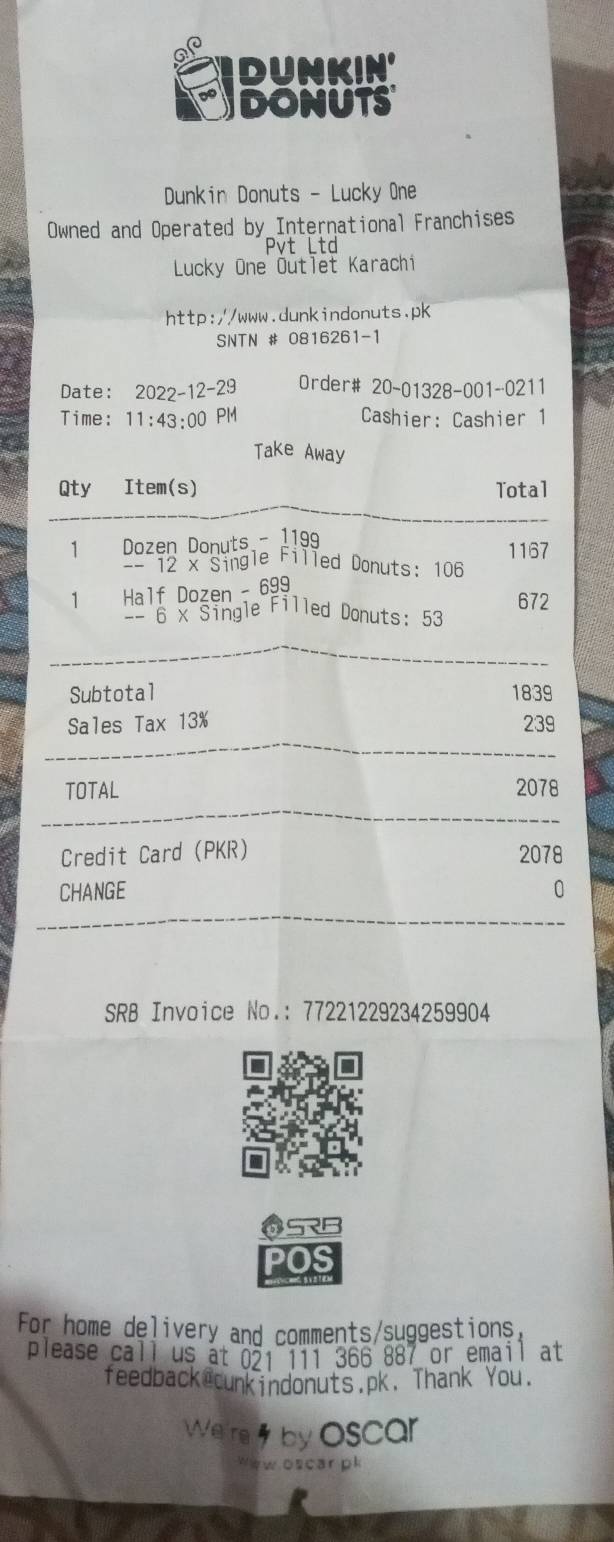 DUNKIN'
DONUTS
Dunkin Donuts - Lucky One
Owned and Operated by International Franchises
Pvt Ltd
Lucky One Outlet Karachi
http://www.dunkindonuts.pk
SNTN # 0816261-1
Date: 2022-12-29 Order# 20-01328-001-0211
Time: 11:43:00 PM Cashier: Cashier 1
Take Away
Qty Item(s) Total
1 Dozen Donuts - 1199 1167
-- 12 x Single Filled Donuts: 106
1 Half Dozen - 699 672
-- 6 x Single Filled Donuts: 53
Subtotal 1839
Sales Tax 13% 239
TOTAL 2078
Credit Card (PKR) 2078
CHANGE 0
SRB Invoice No.: 77221229234259904
SRB
POS
For home delivery and comments/suggestions,
please call us at 021 111 366 887 or email at
feedback@cunkindonuts.pk. Thank You.
We're by OSCAR
www.oscar.pk